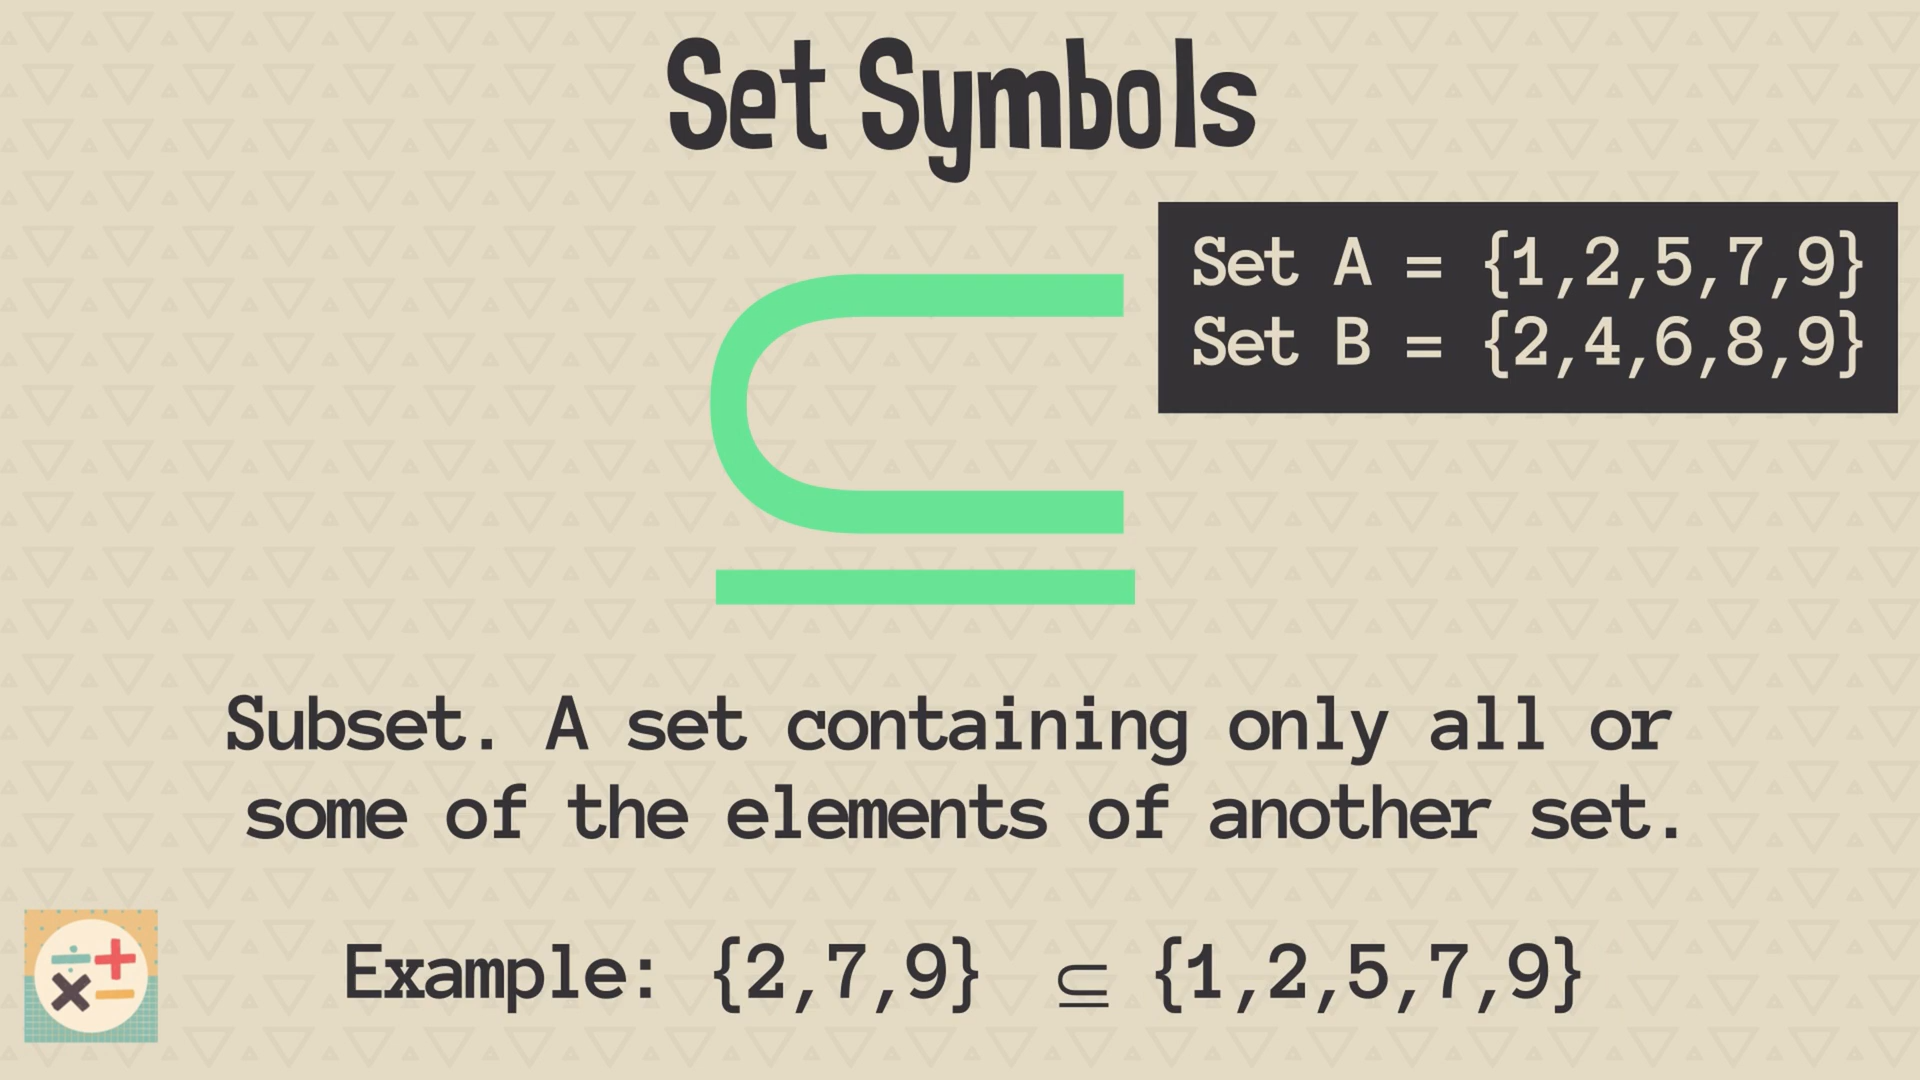 Set Symbols
Set A = {1,2,5,7,9}
Set B = {2,4,6,8,9}
⊆
Subset. A set containing only all or
some of the elements of another set.
Example: {2,7,9} ⊆ {1,2,5,7,9}